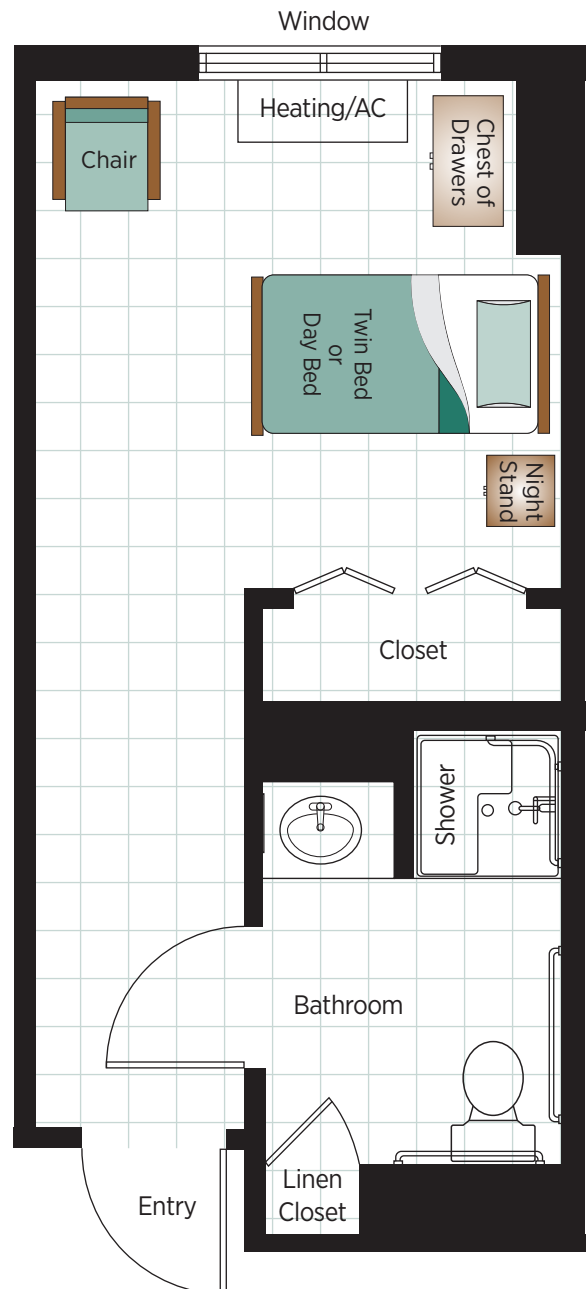 Window
Heating/AC
Chair
Chest of
Drawers
Twin Bed
or
Day Bed
Night
Stand
Closet
Shower
Bathroom
Linen
Closet
Entry